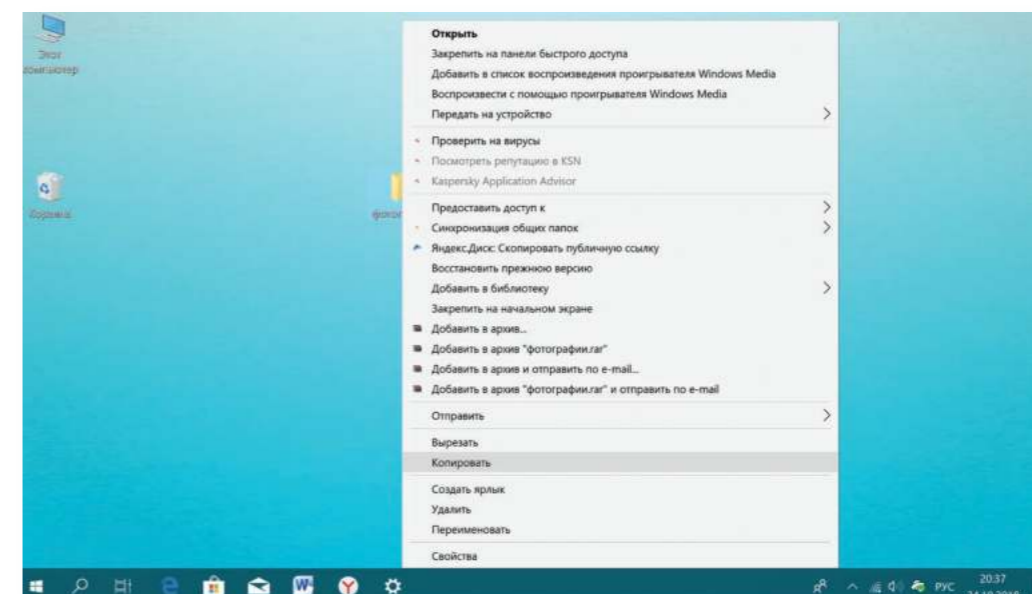 Этот
компьютер
Корзина
Открыть
Закрепить на панели быстрого доступа
Добавить в список воспроизведения проигрывателя Windows Media
Воспроизвести с помощью проигрывателя Windows Media
Передать на устройство
Проверить на вирусы
Посмотреть репутацию в KSN
Kaspersky Application Advisor
Предоставить доступ к
Синхронизация общих папок
Яндекс.Диск: Скопировать публичную ссылку
Восстановить прежнюю версию
Добавить в библиотеку
Закрепить на начальном экране
Добавить в архив...
Добавить в архив "фотографии.rar"
Добавить в архив и отправить по e-mail...
Добавить в архив "фотографии.rar" и отправить по e-mail
Отправить
Вырезать
Копировать
Создать ярлык
Удалить
Переименовать
Свойства
РУС
20:37